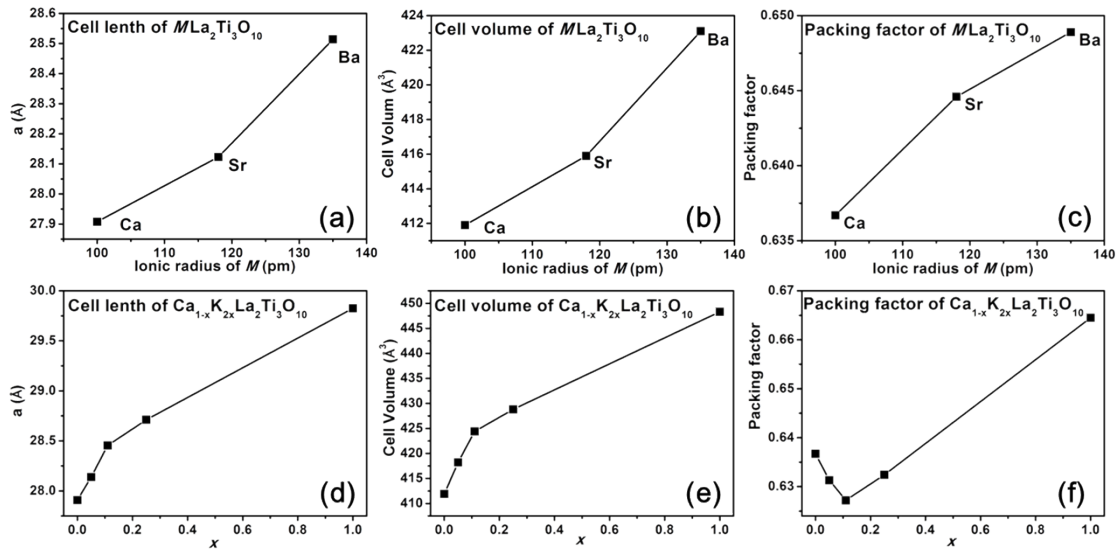 Cell lenth of MLa₂Ti₃O₁₀
28.6
28.5
28.4
28.3
28.2
28.1
28.0
27.9
a (Å)
Ba
Sr
Ca
(a)
100
110
120
130
140
Ionic radius of M (pm)
Cell volume of MLa₂Ti₃O₁₀
424
422
420
418
416
414
412
Cell Volum (Å³)
Ba
Sr
Ca
(b)
100
110
120
130
140
Ionic radius of M (pm)
Packing factor of MLa₂Ti₃O₁₀
0.650
0.645
0.640
0.635
Packing factor
Ba
Sr
Ca
(c)
100
110
120
130
140
Ionic radius of M (pm)
Cell lenth of Ca₁₋ₓK₂ₓLa₂Ti₃O₁₀
30.0
29.5
29.0
28.5
28.0
a (Å)
(d)
0.0
0.2
0.4
0.6
0.8
1.0
x
Cell volume of Ca₁₋ₓK₂ₓLa₂Ti₃O₁₀
450
440
430
420
410
Cell Volume (Å³)
(e)
0.0
0.2
0.4
0.6
0.8
1.0
x
Packing factor of Ca₁₋ₓK₂ₓLa₂Ti₃O₁₀
0.67
0.66
0.65
0.64
0.63
Packing factor
(f)
0.0
0.2
0.4
0.6
0.8
1.0
x